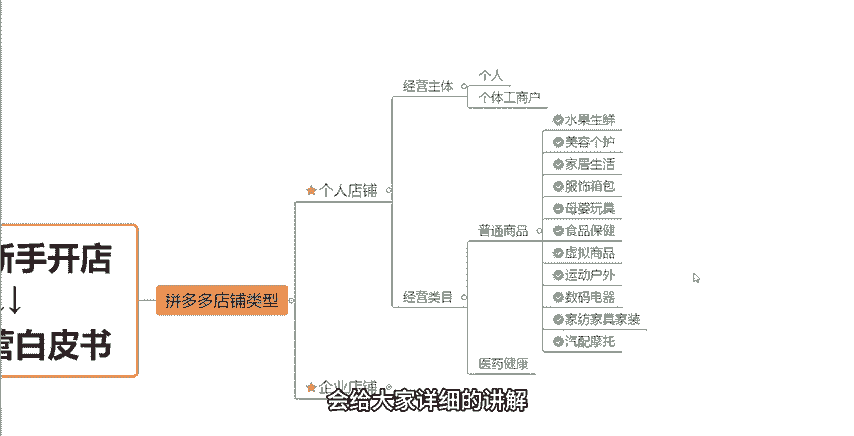 新手开店
↓
营白皮书
拼多多店铺类型
个人店铺
经营主体
个人
个体工商户
经营类目
普通商品
水果生鲜
美容个护
家居生活
服饰箱包
母婴玩具
食品保健
虚拟商品
运动户外
数码电器
家纺家具家装
汽配摩托
医药健康
企业店铺
会给大家详细的讲解